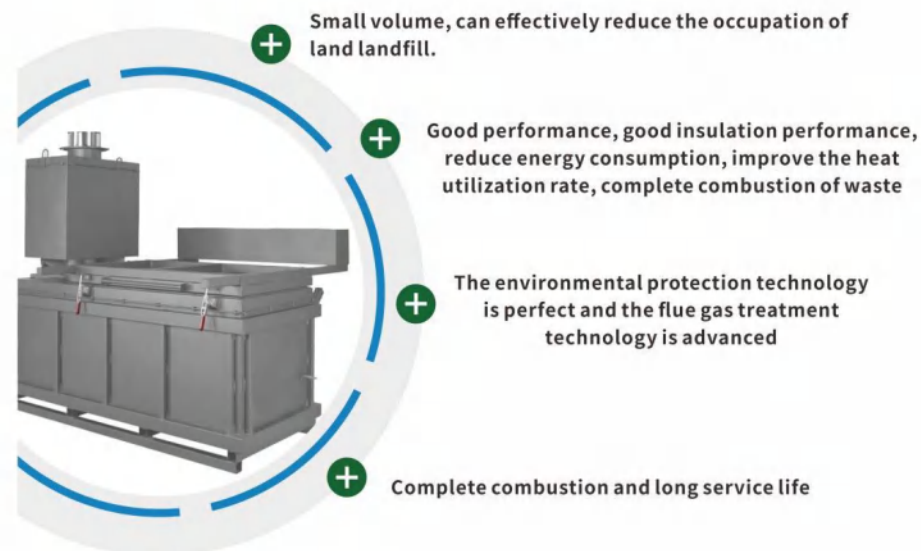 Small volume, can effectively reduce the occupation of
land landfill.
Good performance, good insulation performance,
reduce energy consumption, improve the heat
utilization rate, complete combustion of waste
The environmental protection technology
is perfect and the flue gas treatment
technology is advanced
Complete combustion and long service life